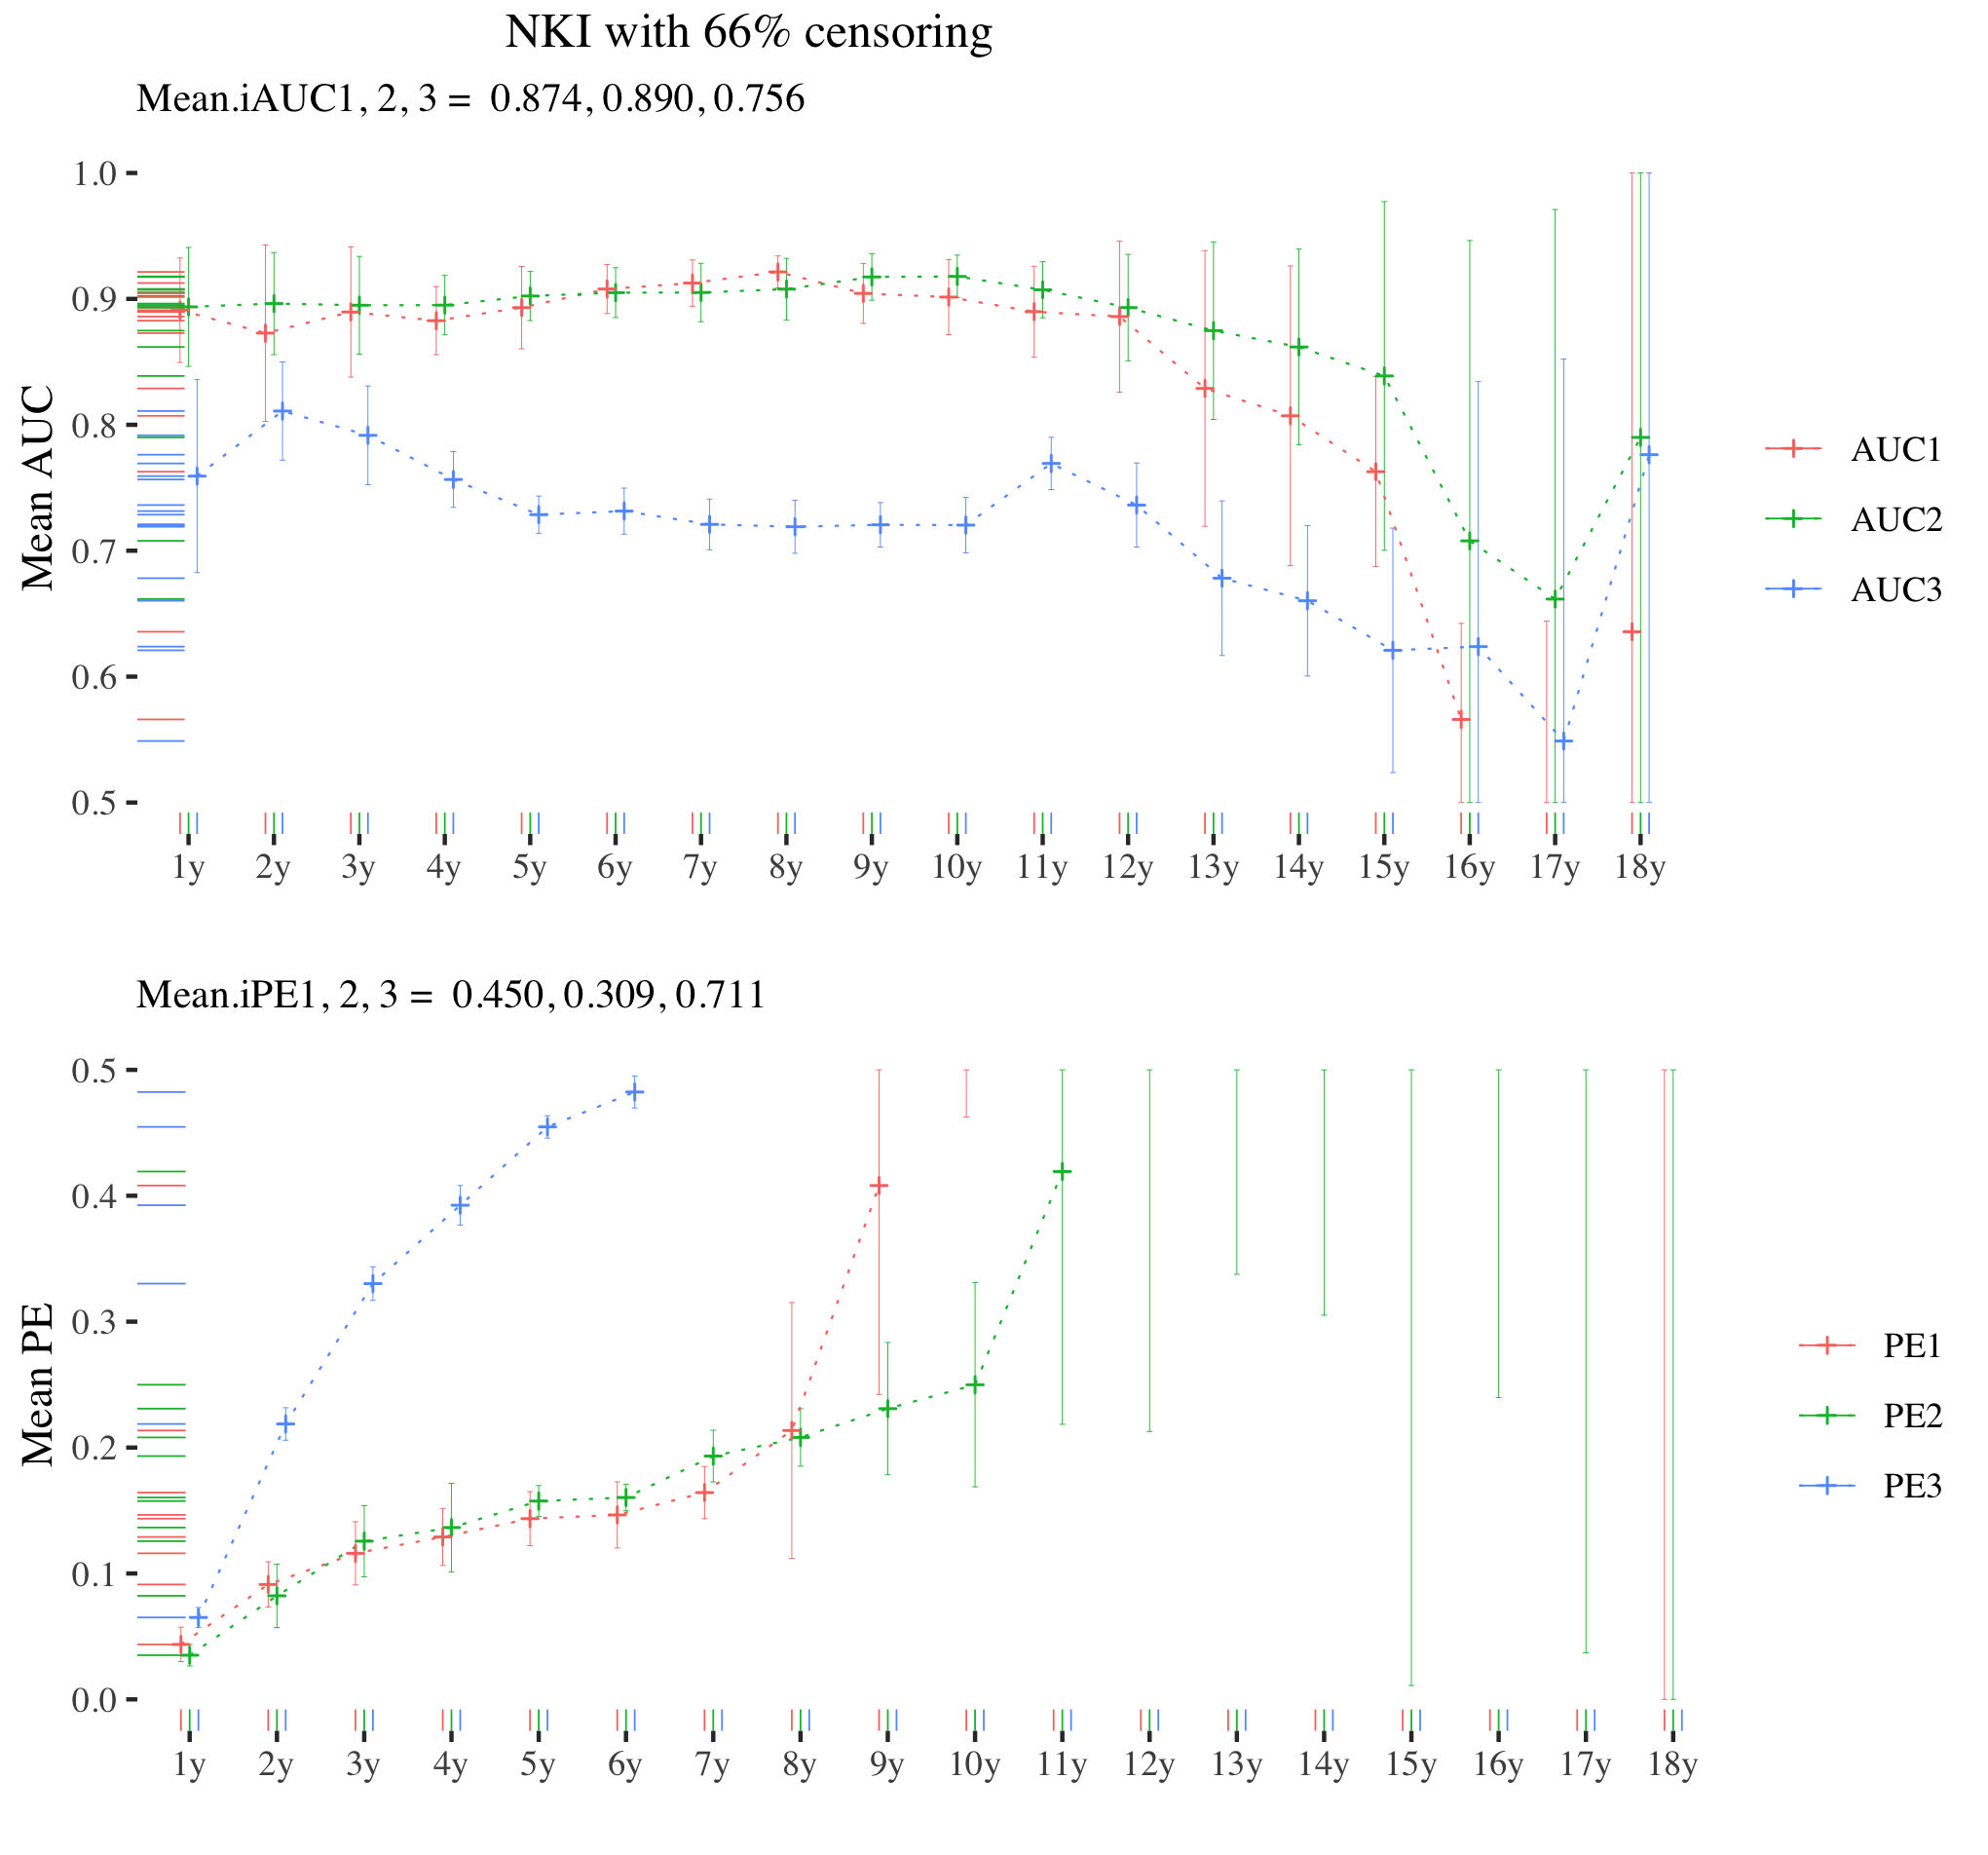 NKI with 66% censoring
Mean.iAUC1, 2, 3 = 0.874, 0.890, 0.756
Mean AUC
1.0
0.9
0.8
0.7
0.6
0.5
1y 2y 3y 4y 5y 6y 7y 8y 9y 10y 11y 12y 13y 14y 15y 16y 17y 18y
AUC1
AUC2
AUC3
Mean.iPE1, 2, 3 = 0.450, 0.309, 0.711
Mean PE
0.5
0.4
0.3
0.2
0.1
0.0
1y 2y 3y 4y 5y 6y 7y 8y 9y 10y 11y 12y 13y 14y 15y 16y 17y 18y
PE1
PE2
PE3